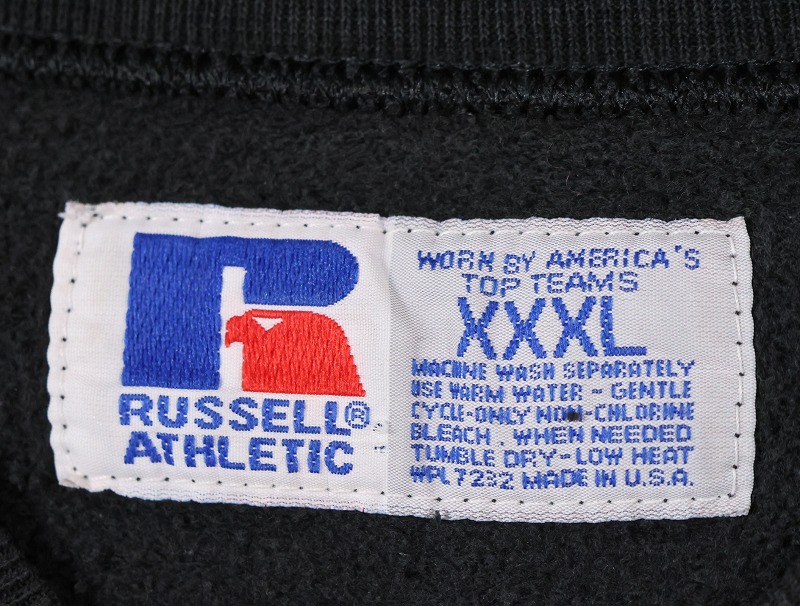 RUSSELL®
ATHLETIC
WORN BY AMERICA'S
TOP TEAMS
XXXL
MACHINE WASH SEPARATELY
USE WARM WATER - GENTLE
CYCLE-ONLY NON-CHLORINE
BLEACH. WHEN NEEDED
TUMBLE DRY-LOW HEAT
WPL 7232 MADE IN U.S.A.